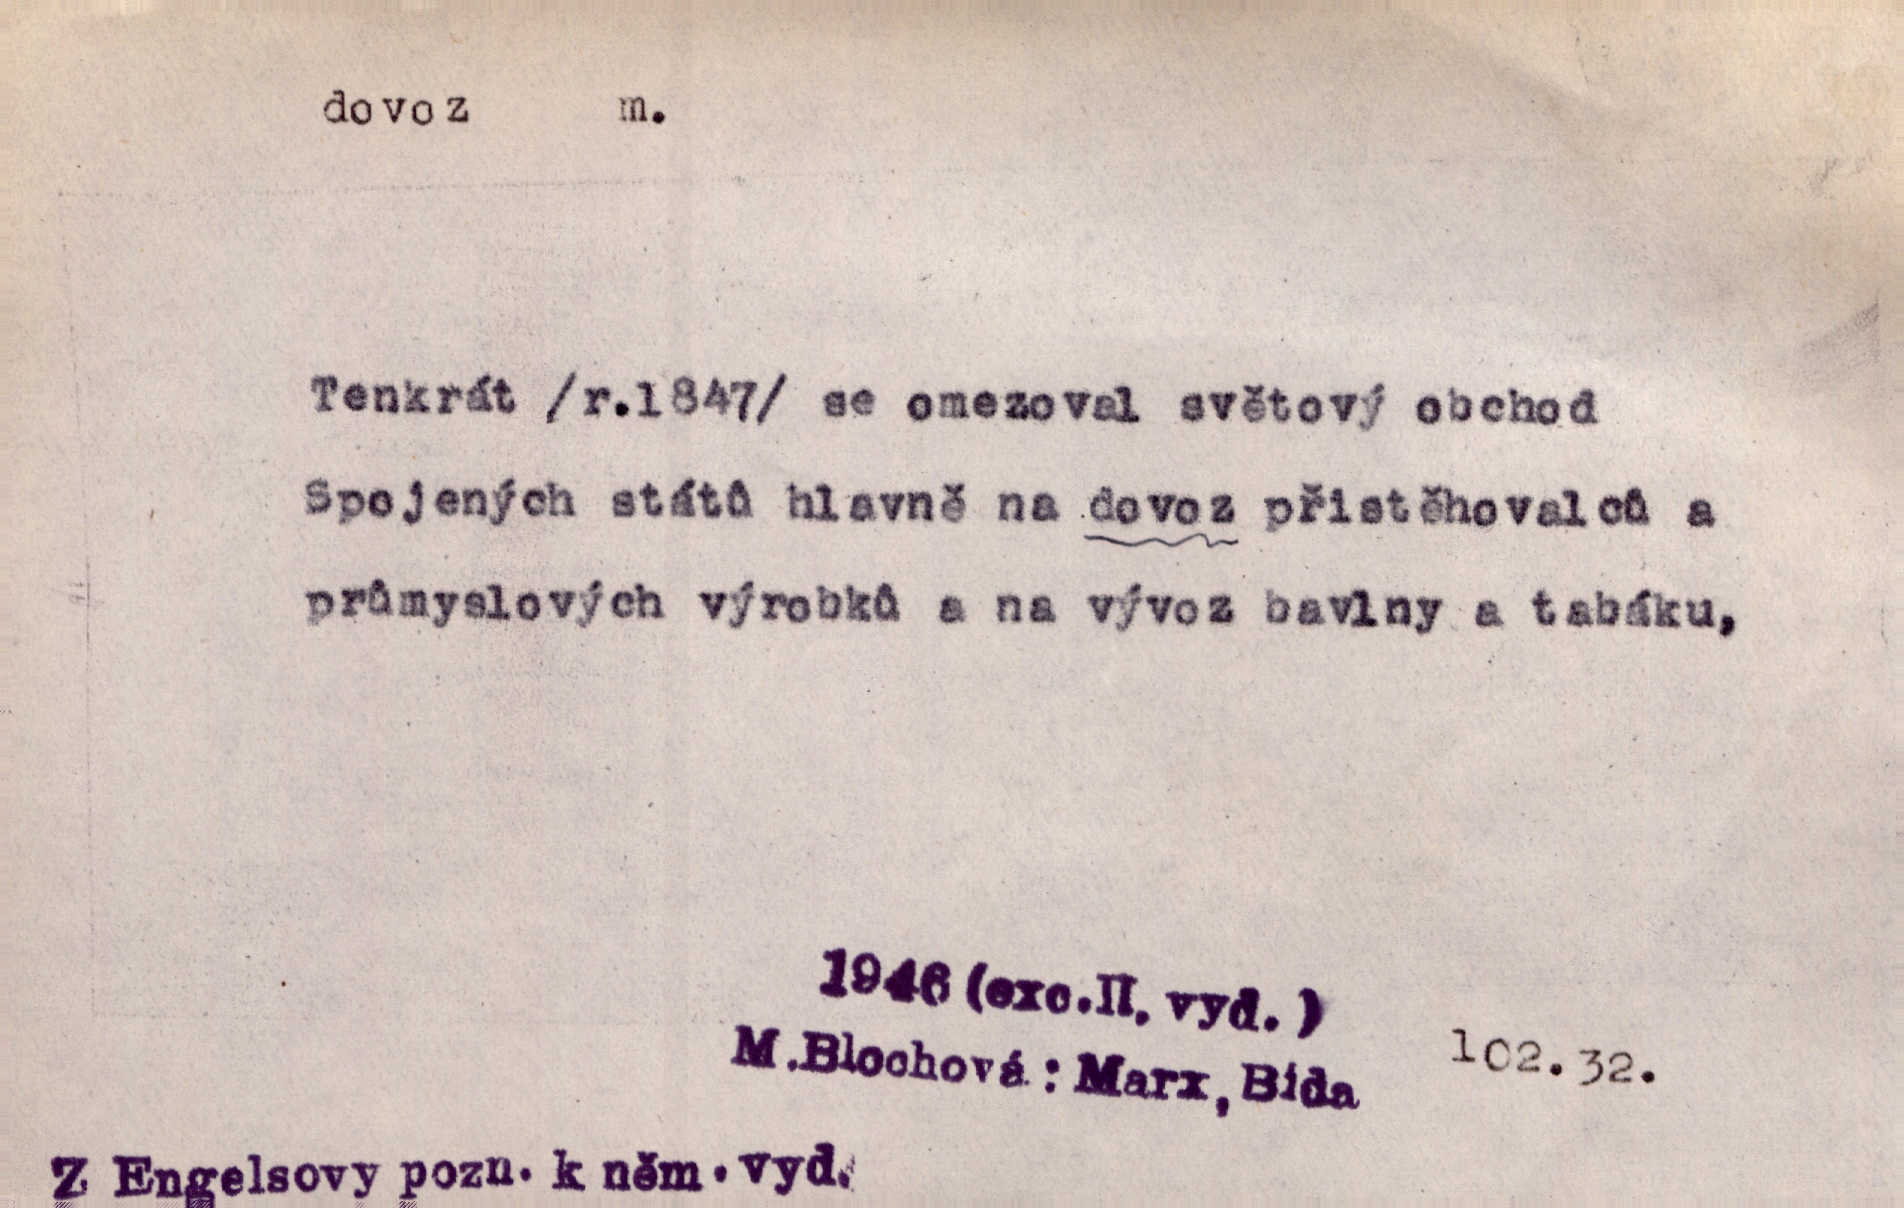 dovoz m.
Tenkrát /r.1847/ se omezoval světový obchod
Spojených států hlavně na dovoz přistěhovalců a
průmyslových výrobků a na vývoz bavlny a tabáku,
1946 (exc.II. vyd.)
M.Blochová: Marx, Bída
102.32.
Z Engelsovy pozn. k něm. vyd.